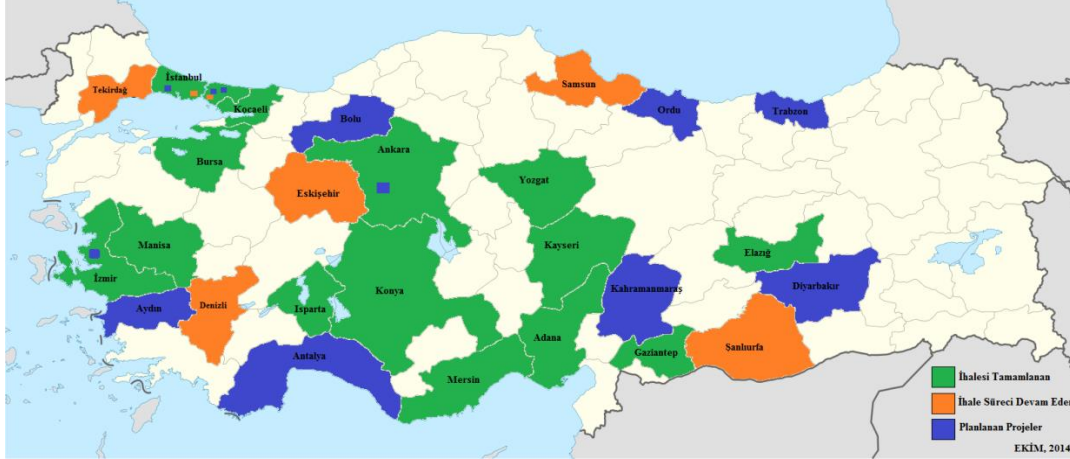 İstanbul
Tekirdağ
Kocaeli
Samsun
Ordu
Trabzon
Bolu
Ankara
Bursa
Eskişehir
Yozgat
Manisa
Kayseri
Elazığ
İzmir
Konya
Kahramanmaraş
Diyarbakır
Aydın
Denizli
Isparta
Adana
Şanlıurfa
Antalya
Gaziantep
Mersin
İhalesi Tamamlanan
İhale Süreci Devam Eden
Planlanan Projeler
EKİM, 2014